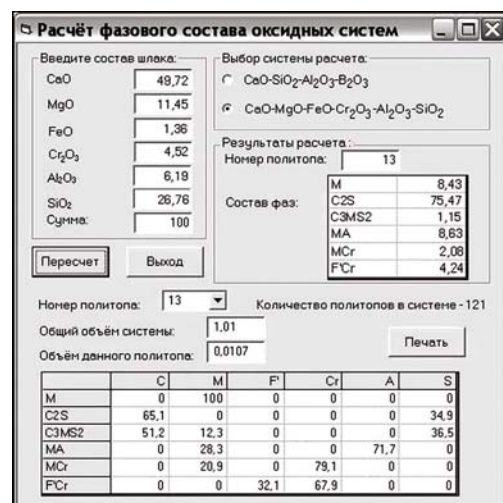 Расчёт фазового состава оксидных систем
Введите состав шлака:
CaO 49,72
MgO 11,45
FeO 1,36
Cr₂O₃ 4,52
Al₂O₃ 6,19
SiO₂ 26,76
Сумма: 100
Пересчет Выход
Выбор системы расчета:
CaO-SiO₂-Al₂O₃-B₂O₃
CaO-MgO-FeO-Cr₂O₃-Al₂O₃-SiO₂
Результаты расчета:
Номер политопа: 13
Состав фаз:
M 8,43
C2S 75,47
C3MS2 1,15
MA 8,63
MCr 2,08
F'Cr 4,24
Номер политопа: 13 Количество политопов в системе - 121
Общий объём системы: 1,01
Объём данного политопа: 0,0107
Печать
C M F' Cr A S
M 0 100 0 0 0 0
C2S 65,1 0 0 0 0 34,9
C3MS2 51,2 12,3 0 0 0 36,5
MA 0 28,3 0 0 71,7 0
MCr 0 20,9 0 79,1 0 0
F'Cr 0 0 32,1 67,9 0 0